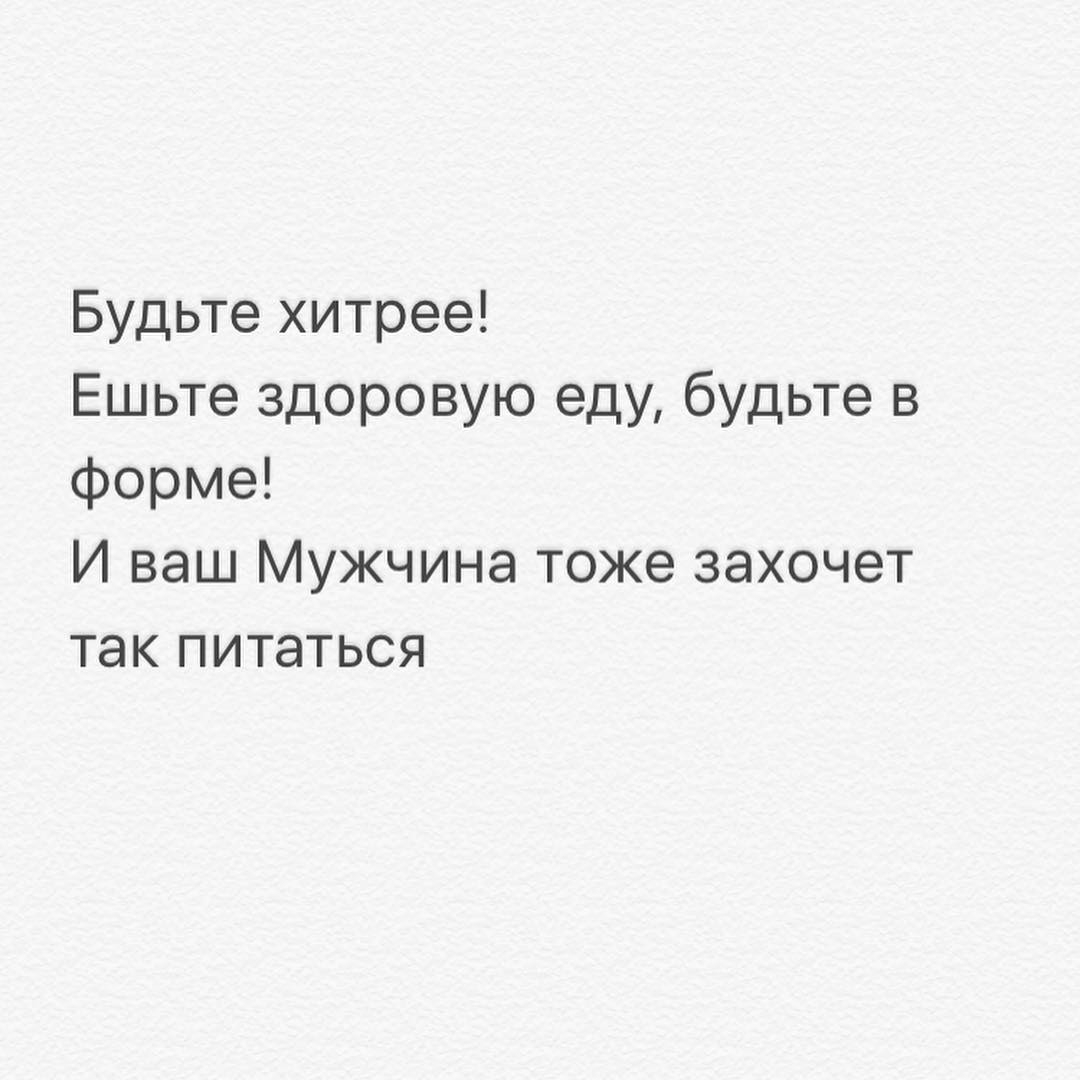 Будьте хитрее!
Ешьте здоровую еду, будьте в
форме!
И ваш Мужчина тоже захочет
так питаться